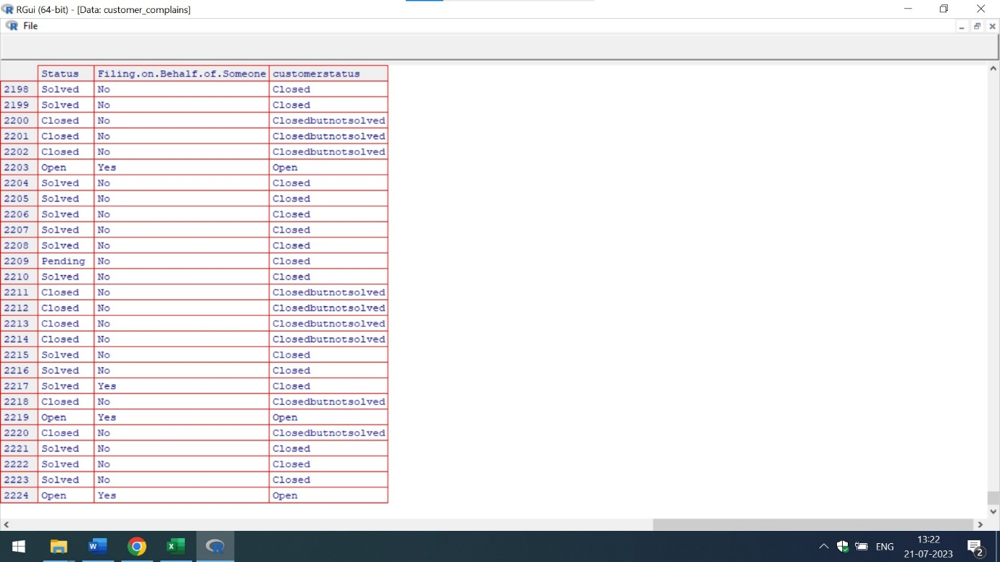 RGui (64-bit) - [Data: customer_complains]
File
Status Filing.on.Behalf.of.Someone customerstatus
2198 Solved No Closed
2199 Solved No Closed
2200 Closed No Closedbutnotsolved
2201 Closed No Closedbutnotsolved
2202 Closed No Closedbutnotsolved
2203 Open Yes Open
2204 Solved No Closed
2205 Solved No Closed
2206 Solved No Closed
2207 Solved No Closed
2208 Solved No Closed
2209 Pending No Closed
2210 Solved No Closed
2211 Closed No Closedbutnotsolved
2212 Closed No Closedbutnotsolved
2213 Closed No Closedbutnotsolved
2214 Closed No Closedbutnotsolved
2215 Solved No Closed
2216 Solved No Closed
2217 Solved Yes Closed
2218 Closed No Closedbutnotsolved
2219 Open Yes Open
2220 Closed No Closedbutnotsolved
2221 Solved No Closed
2222 Solved No Closed
2223 Solved No Closed
2224 Open Yes Open
ENG
13:22
21-07-2023
2